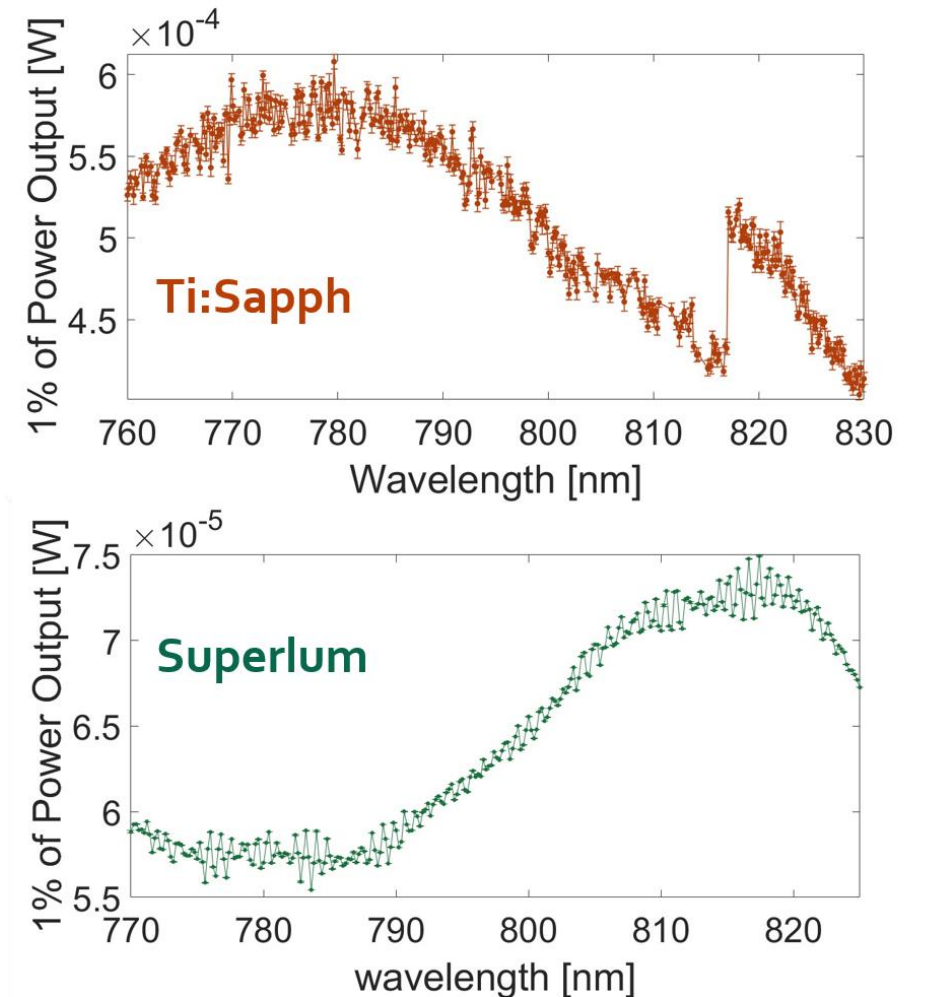 ×10⁻⁴
1% of Power Output [W]
6
5.5
5
4.5
Ti:Sapph
760 770 780 790 800 810 820 830
Wavelength [nm]
×10⁻⁵
1% of Power Output [W]
7.5
7
6.5
6
5.5
Superlum
770 780 790 800 810 820
wavelength [nm]